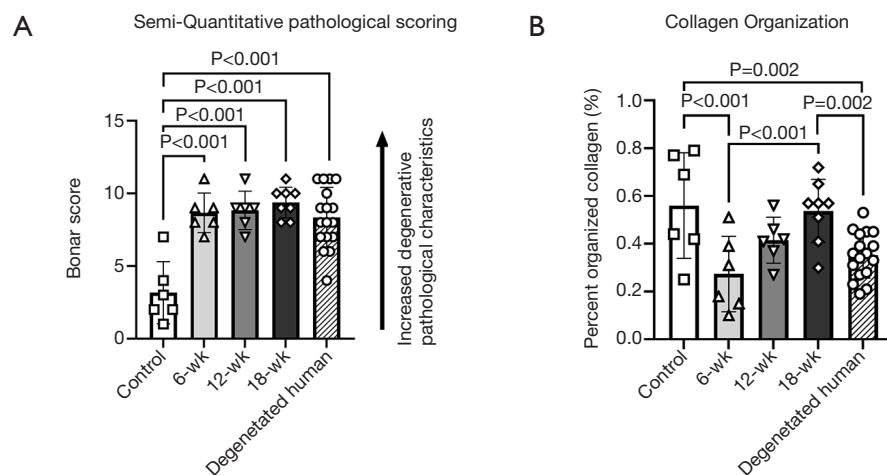 A
Semi-Quantitative pathological scoring
P<0.001
P<0.001
P<0.001
P<0.001
15
10
5
0
Bonar score
Control
6-wk
12-wk
18-wk
Degenetated human
Increased degenerative
pathological characteristics
B
Collagen Organization
P=0.002
P<0.001
P=0.002
P<0.001
1.0
0.8
0.6
0.4
0.2
0.0
Percent organized collagen (%)
Control
6-wk
12-wk
18-wk
Degenetated human